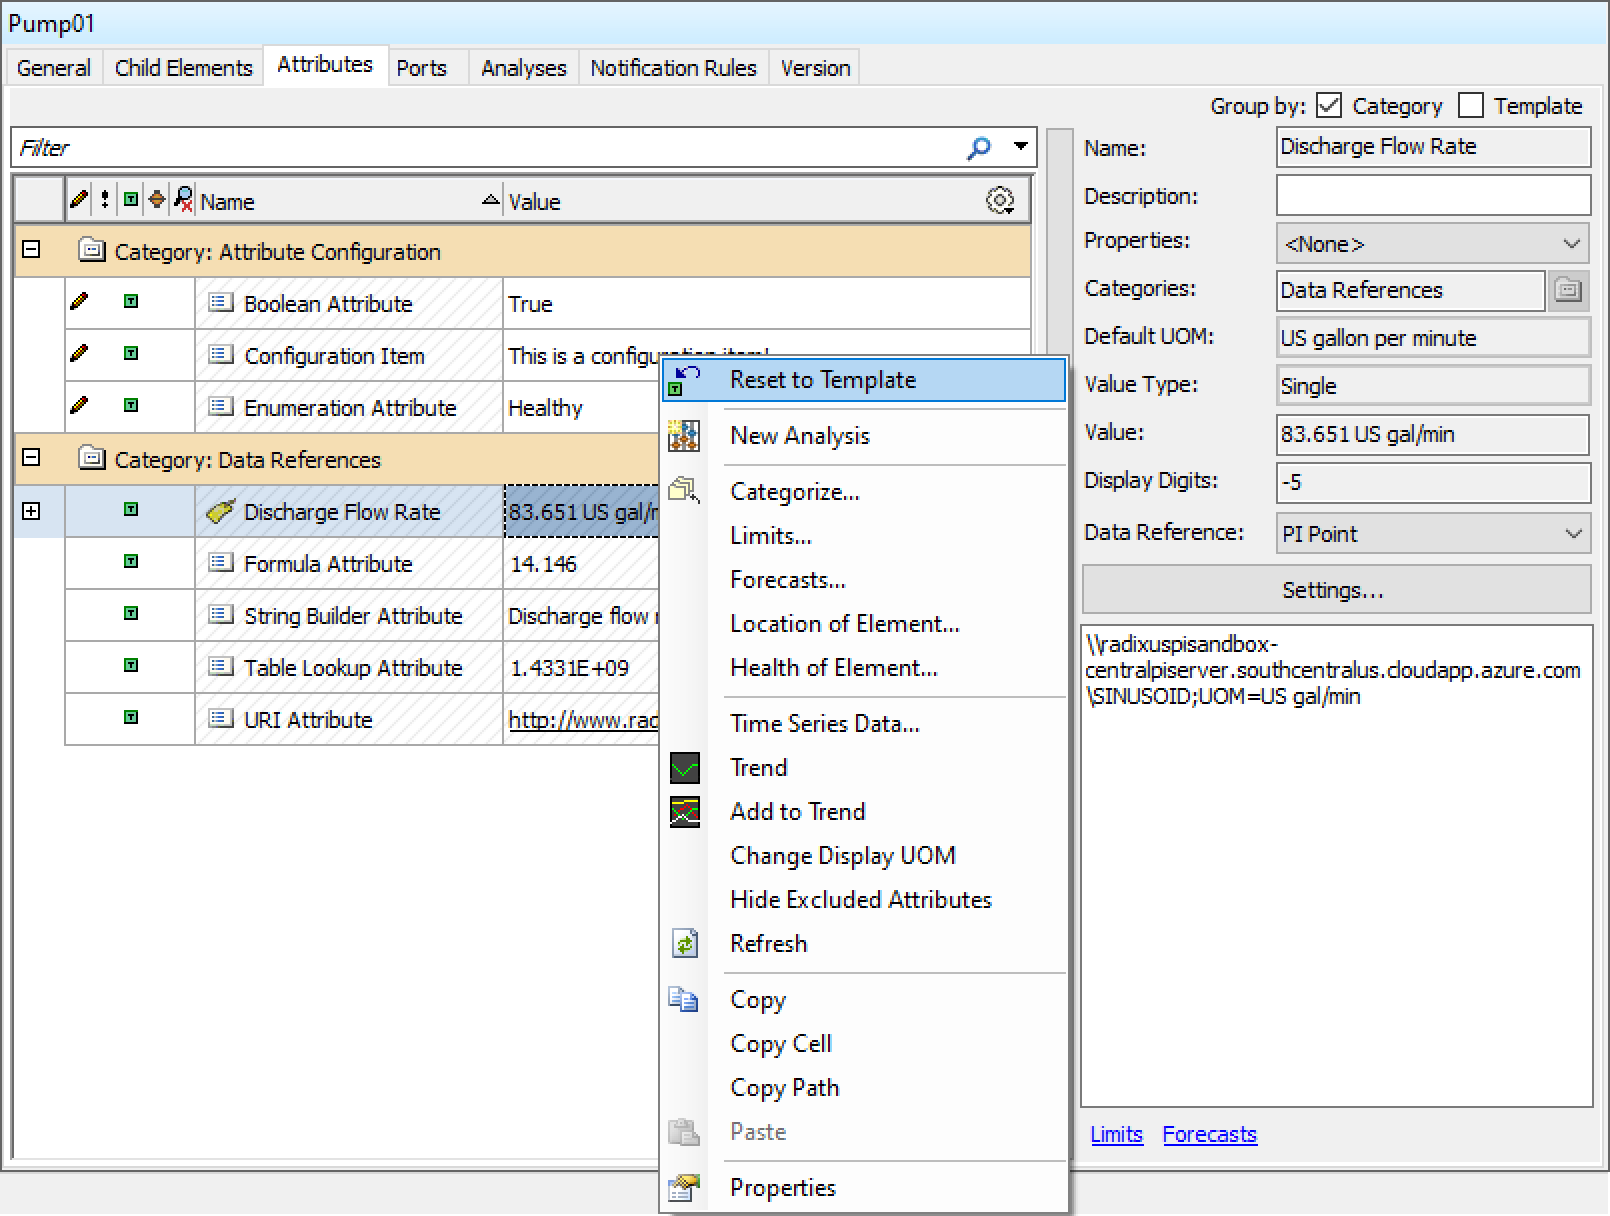 Pump01
General Child Elements Attributes Ports Analyses Notification Rules Version
Group by: Category Template
Filter
Name Value
Category: Attribute Configuration
Boolean Attribute True
Configuration Item This is a configuration item!
Enumeration Attribute Healthy
Category: Data References
Discharge Flow Rate 83.651 US gal/m
Formula Attribute 14.146
String Builder Attribute Discharge flow r
Table Lookup Attribute 1.4331E+09
URI Attribute http://www.rad
Reset to Template
New Analysis
Categorize...
Limits...
Forecasts...
Location of Element...
Health of Element...
Time Series Data...
Trend
Add to Trend
Change Display UOM
Hide Excluded Attributes
Refresh
Copy
Copy Cell
Copy Path
Paste
Properties
Name: Discharge Flow Rate
Description:
Properties: <None>
Categories: Data References
Default UOM: US gallon per minute
Value Type: Single
Value: 83.651 US gal/min
Display Digits: -5
Data Reference: PI Point
Settings...
\\radixuspisandbox-
centralpiserver.southcentralus.cloudapp.azure.com
\SINUSOID;UOM=US gal/min
Limits Forecasts